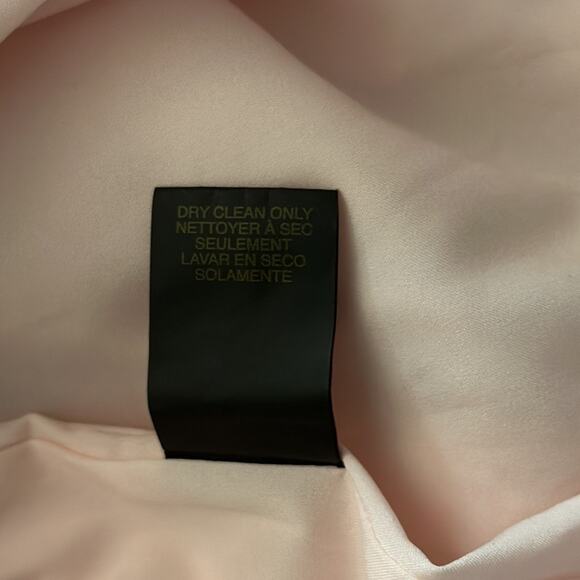 DRY CLEAN ONLY
NETTOYER À SEC
SEULEMENT
LAVAR EN SECO
SOLAMENTE